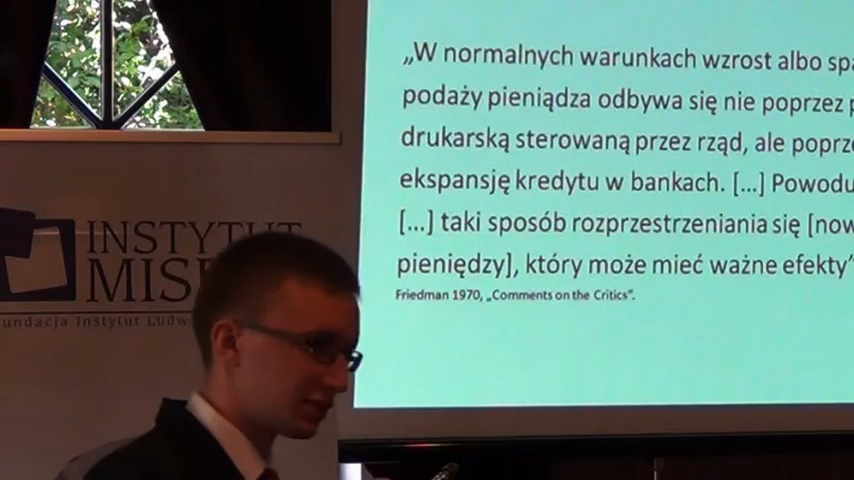 INSTYTUT
MIS
undacja Instytut Ludw
„W normalnych warunkach wzrost albo spa
podaży pieniądza odbywa się nie poprzez p
drukarską sterowaną przez rząd, ale poprze
ekspansję kredytu w bankach. [...] Powodu
[...] taki sposób rozprzestrzeniania się [now
pieniędzy], który może mieć ważne efekty"
Friedman 1970, „Comments on the Critics".